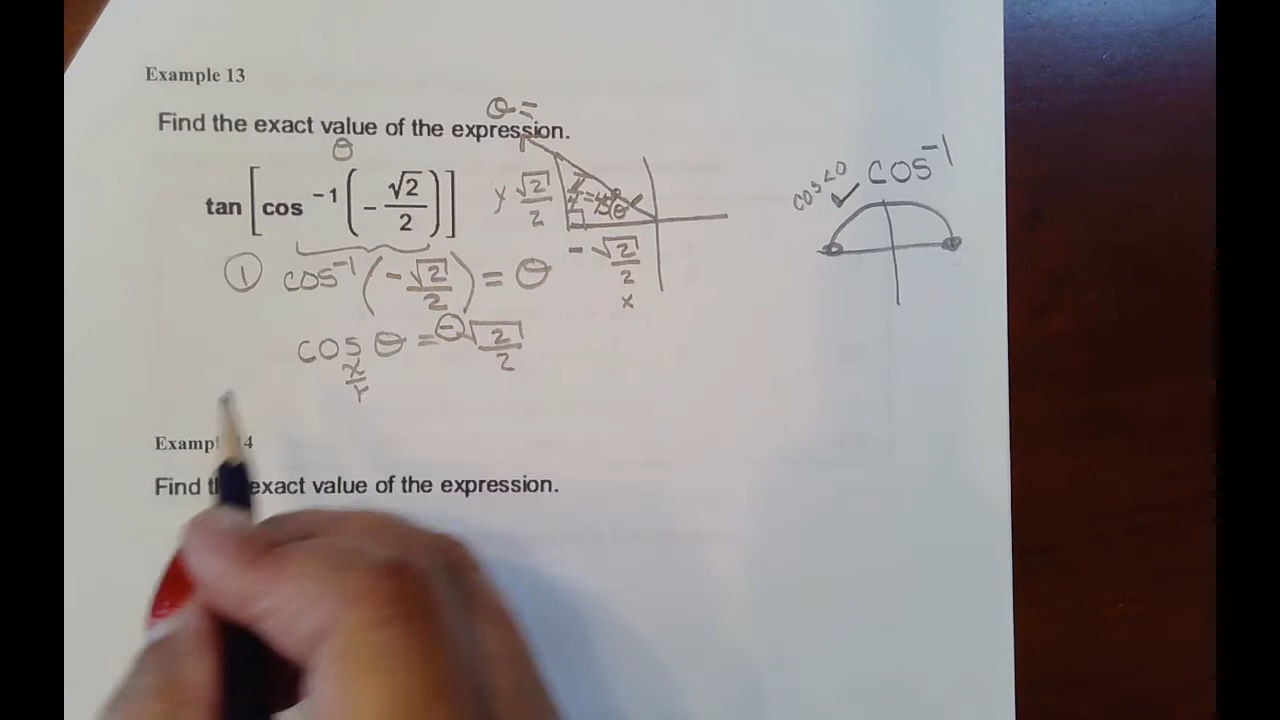 Example 13
θ =
Find the exact value of the expression.
θ
tan [cos⁻¹(-√2/2)]
y √2/2
-√2/2
x
cos<0 ✓ cos⁻¹
① cos⁻¹(-√2/2) = θ
cos θ = -√2/2
x/r
Exampl 4
Find t exact value of the expression.